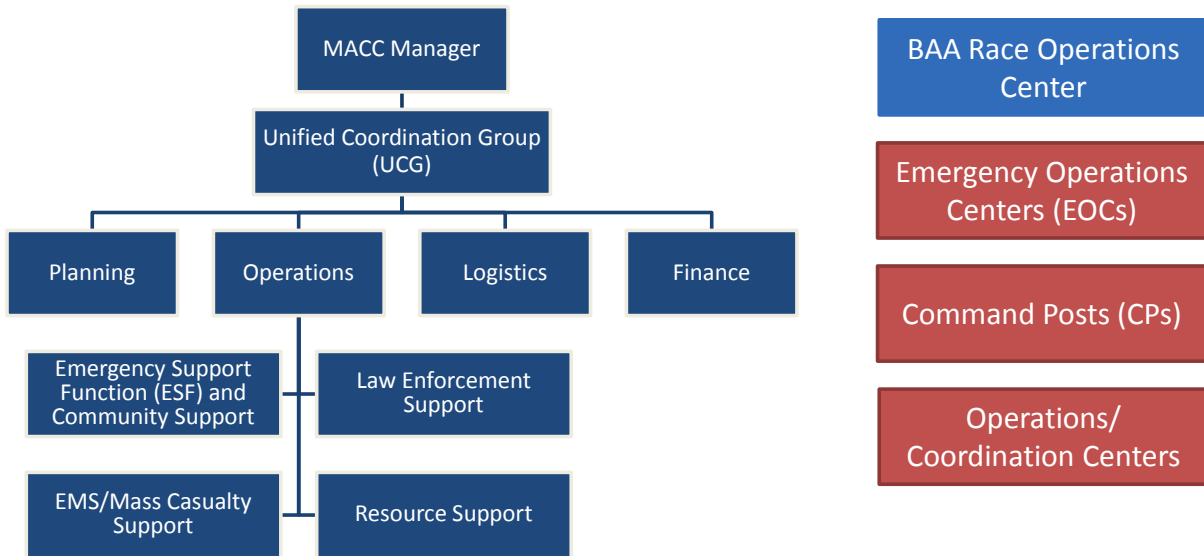 MACC Manager
Unified Coordination Group
(UCG)
Planning
Operations
Logistics
Finance
Emergency Support
Function (ESF) and
Community Support
Law Enforcement
Support
EMS/Mass Casualty
Support
Resource Support
BAA Race Operations
Center
Emergency Operations
Centers (EOCs)
Command Posts (CPs)
Operations/
Coordination Centers